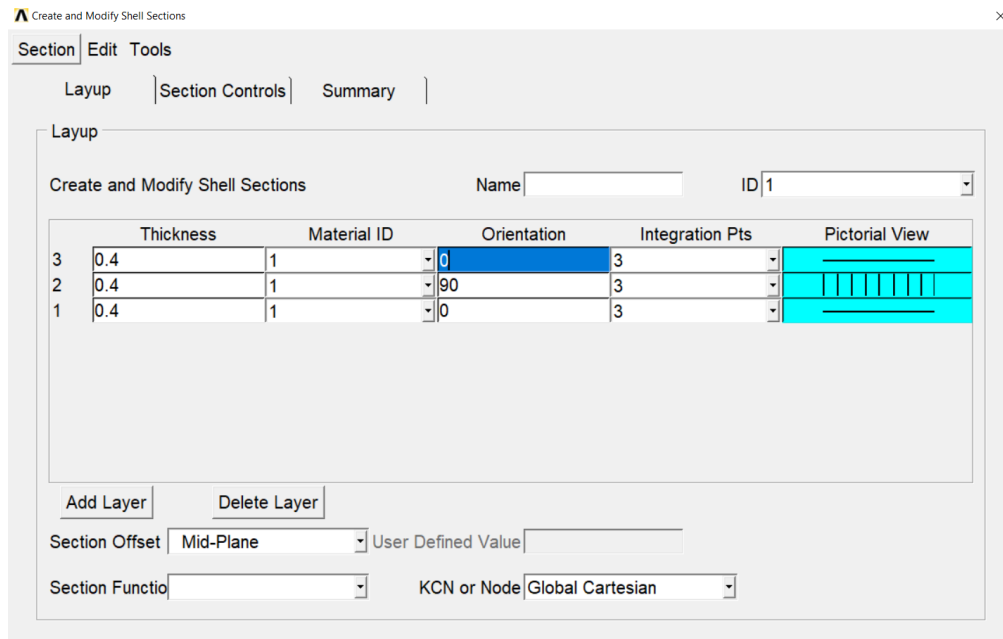 Create and Modify Shell Sections
Section Edit Tools
Layup Section Controls Summary
Layup
Create and Modify Shell Sections Name ID 1
Thickness Material ID Orientation Integration Pts Pictorial View
3 0.4 1 0 3
2 0.4 1 90 3
1 0.4 1 0 3
Add Layer Delete Layer
Section Offset Mid-Plane User Defined Value
Section Functio KCN or Node Global Cartesian